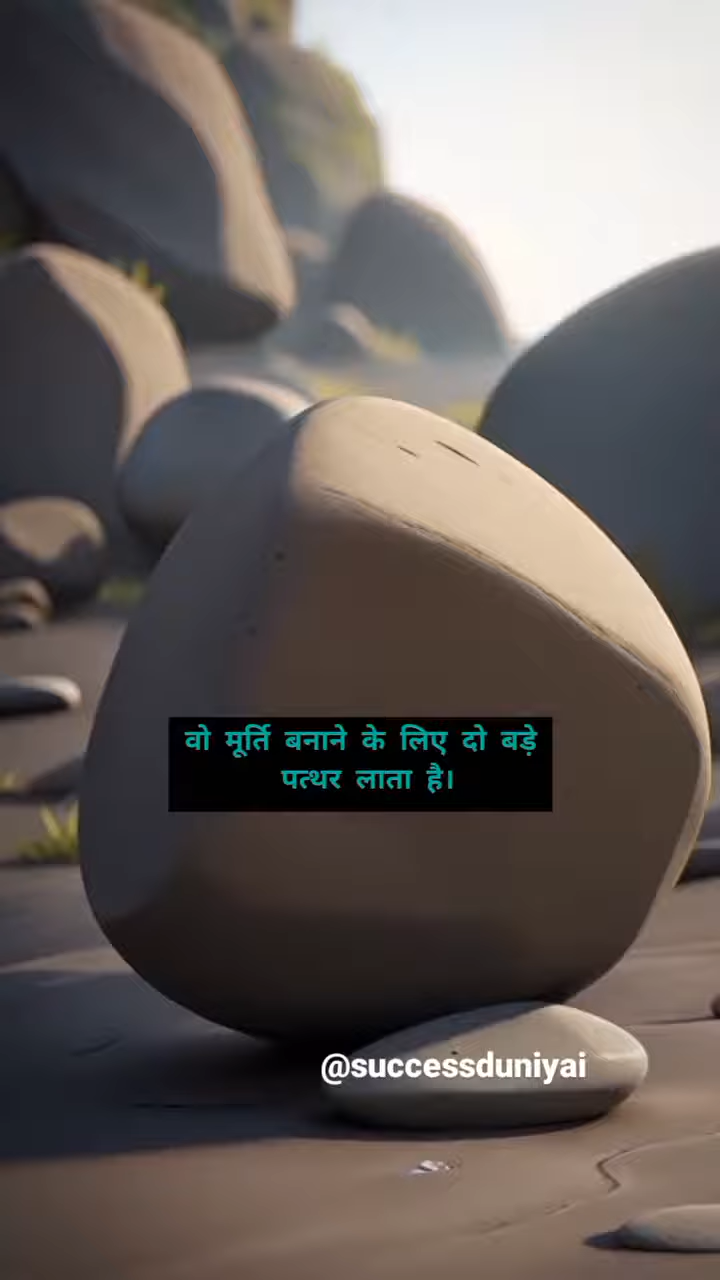 वो मूर्ति बनाने के लिए दो बड़े
पत्थर लाता है।
@successduniyai